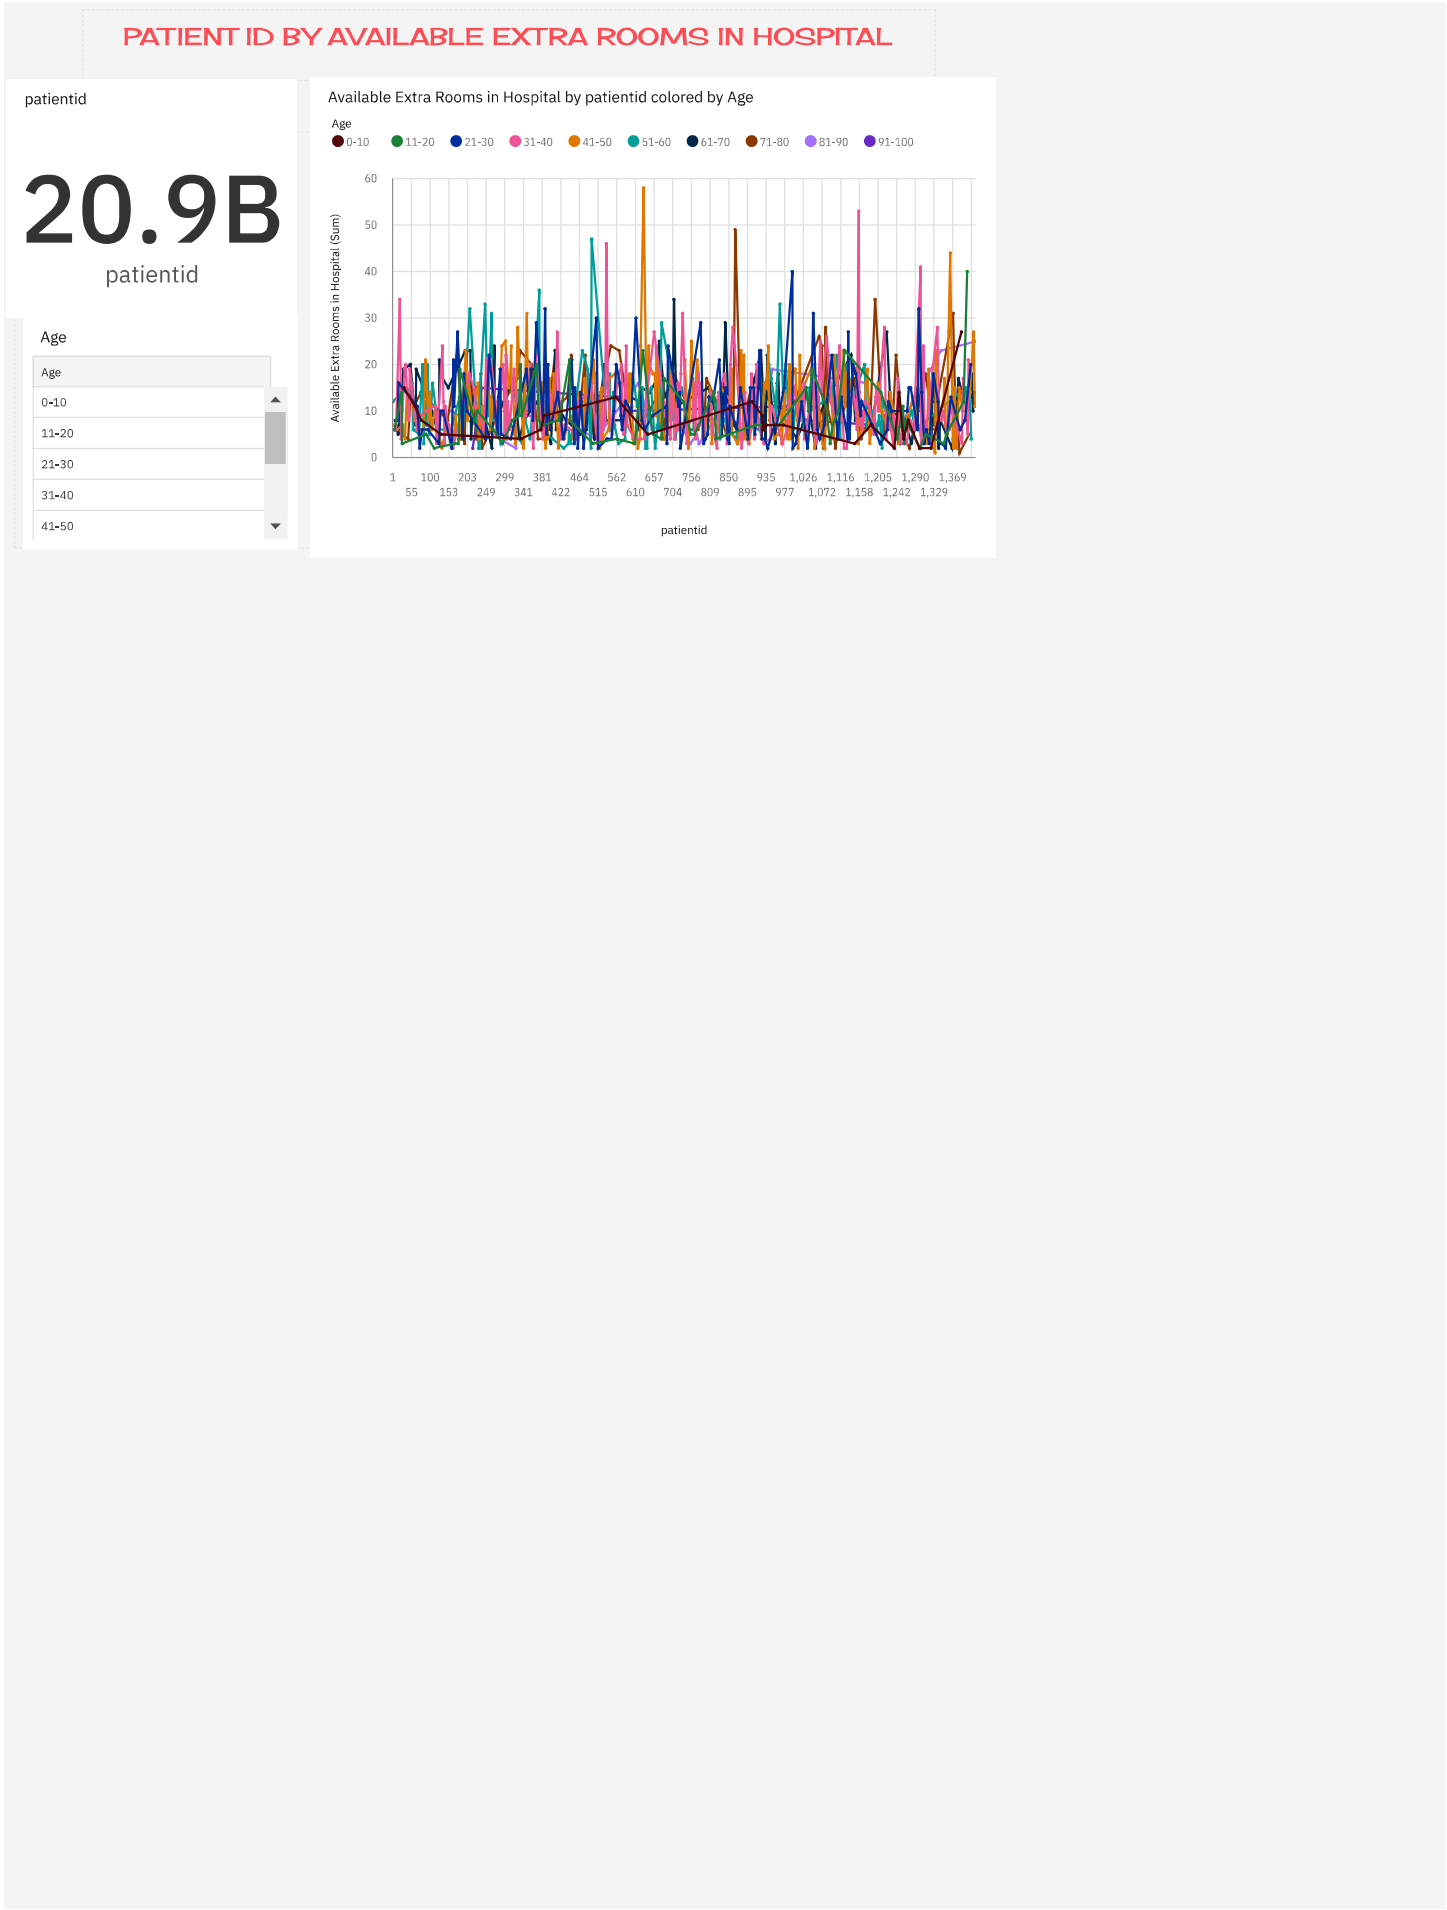 PATIENT ID BY AVAILABLE EXTRA ROOMS IN HOSPITAL
patientid
20.9B
patientid
Age
Age
0-10
11-20
21-30
31-40
41-50
Available Extra Rooms in Hospital by patientid colored by Age
Age
0-10 11-20 21-30 31-40 41-50 51-60 61-70 71-80 81-90 91-100
Available Extra Rooms in Hospital (Sum)
60
50
40
30
20
10
0
1 100 203 299 381 464 562 657 756 850 935 1,026 1,116 1,205 1,290 1,369
55 153 249 341 422 515 610 704 809 895 977 1,072 1,158 1,242 1,329
patientid